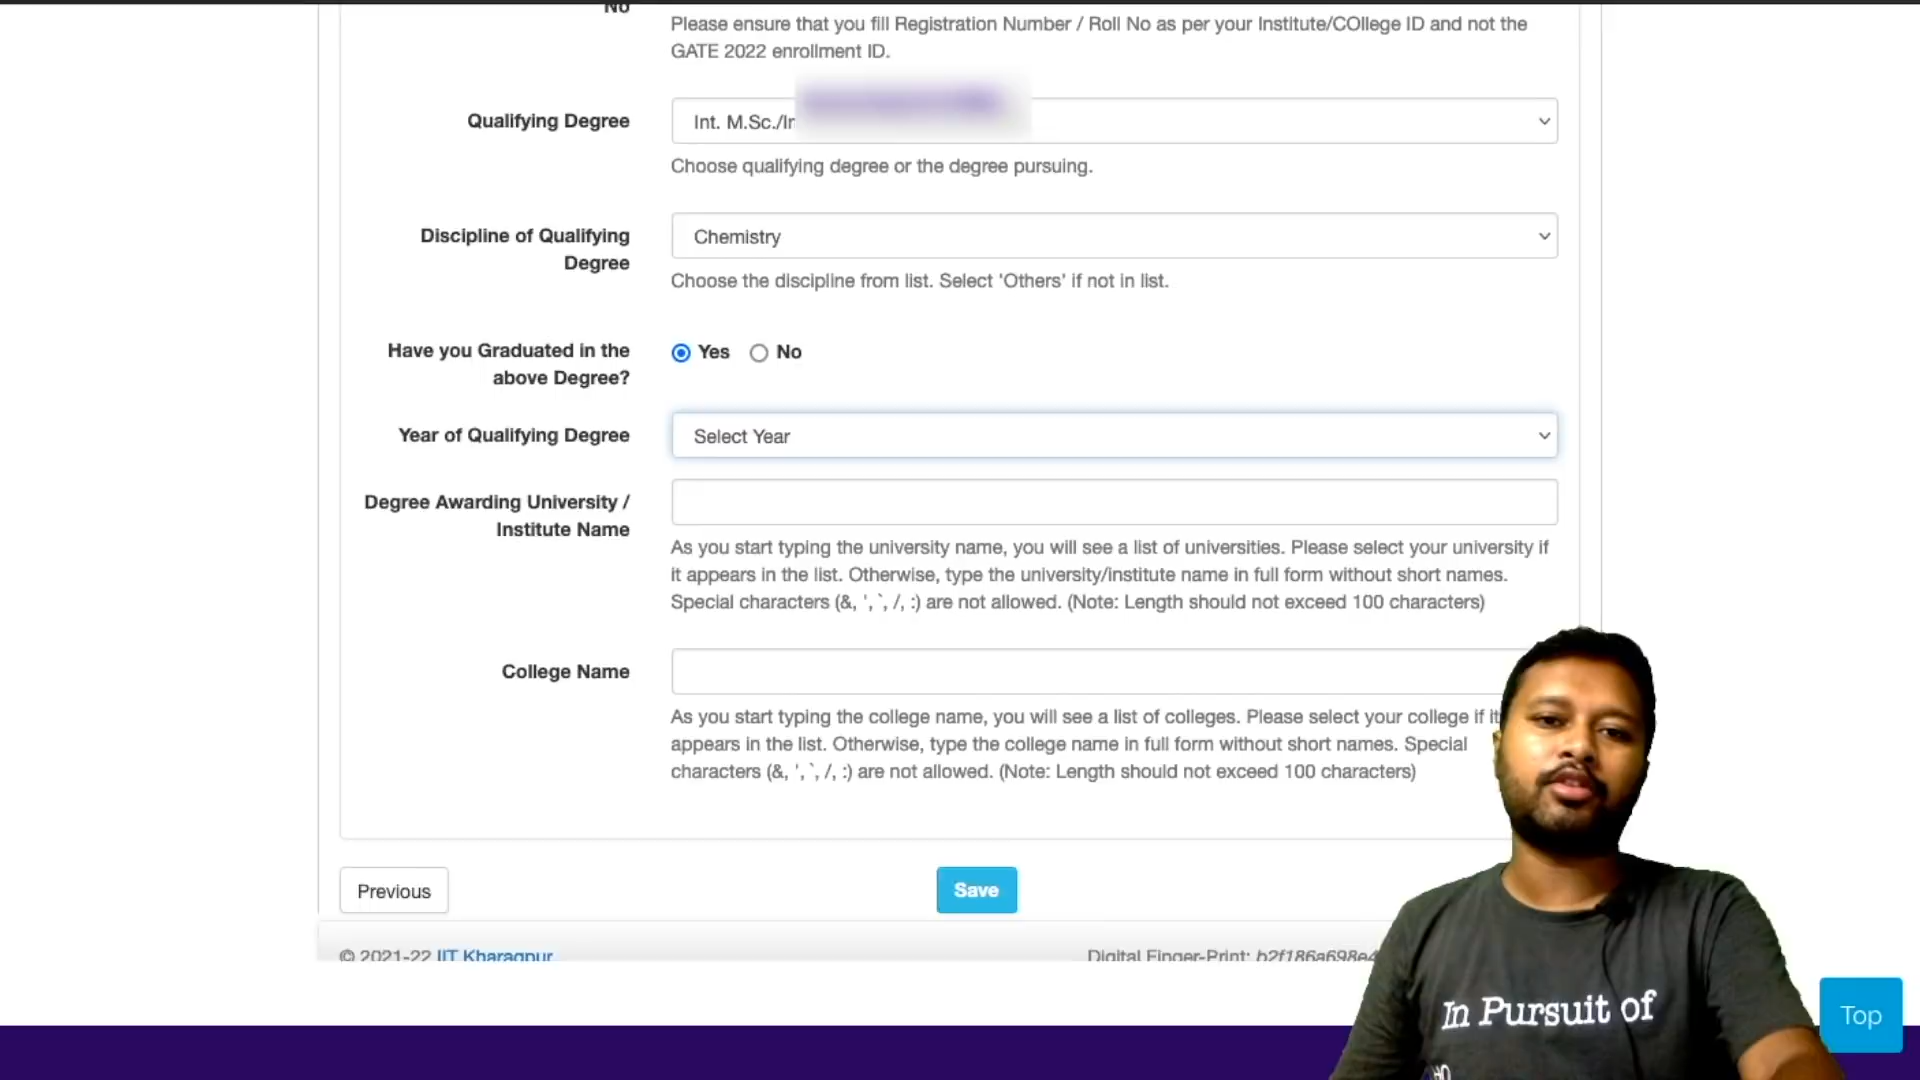 No
Please ensure that you fill Registration Number / Roll No as per your Institute/COllege ID and not the
GATE 2022 enrollment ID.
Qualifying Degree
Int. M.Sc./
Choose qualifying degree or the degree pursuing.
Discipline of Qualifying
Degree
Chemistry
Choose the discipline from list. Select 'Others' if not in list.
Have you Graduated in the
above Degree?
Yes No
Year of Qualifying Degree
Select Year
Degree Awarding University /
Institute Name
As you start typing the university name, you will see a list of universities. Please select your university if
it appears in the list. Otherwise, type the university/institute name in full form without short names.
Special characters (&, ', `, /, :) are not allowed. (Note: Length should not exceed 100 characters)
College Name
As you start typing the college name, you will see a list of colleges. Please select your college if it
appears in the list. Otherwise, type the college name in full form without short names. Special
characters (&, ', `, /, :) are not allowed. (Note: Length should not exceed 100 characters)
Previous
Save
© 2021-22 IIT Kharagpur
Digital Finger-Print: b2f186a698e4
In Pursuit of
Top